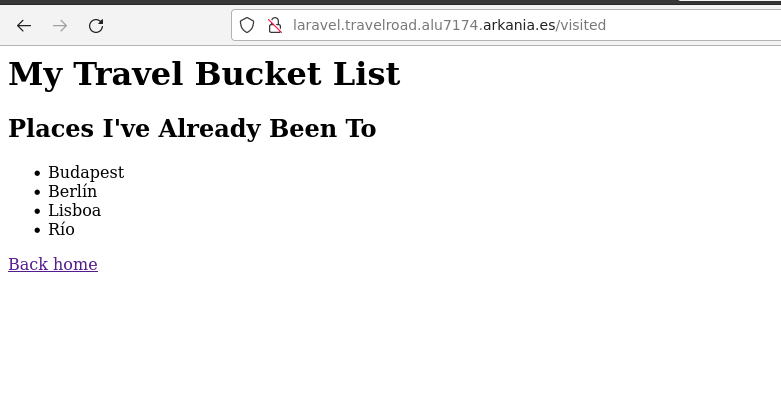 laravel.travelroad.alu7174.arkania.es/visited
My Travel Bucket List
Places I've Already Been To
Budapest
Berlín
Lisboa
Río
Back home